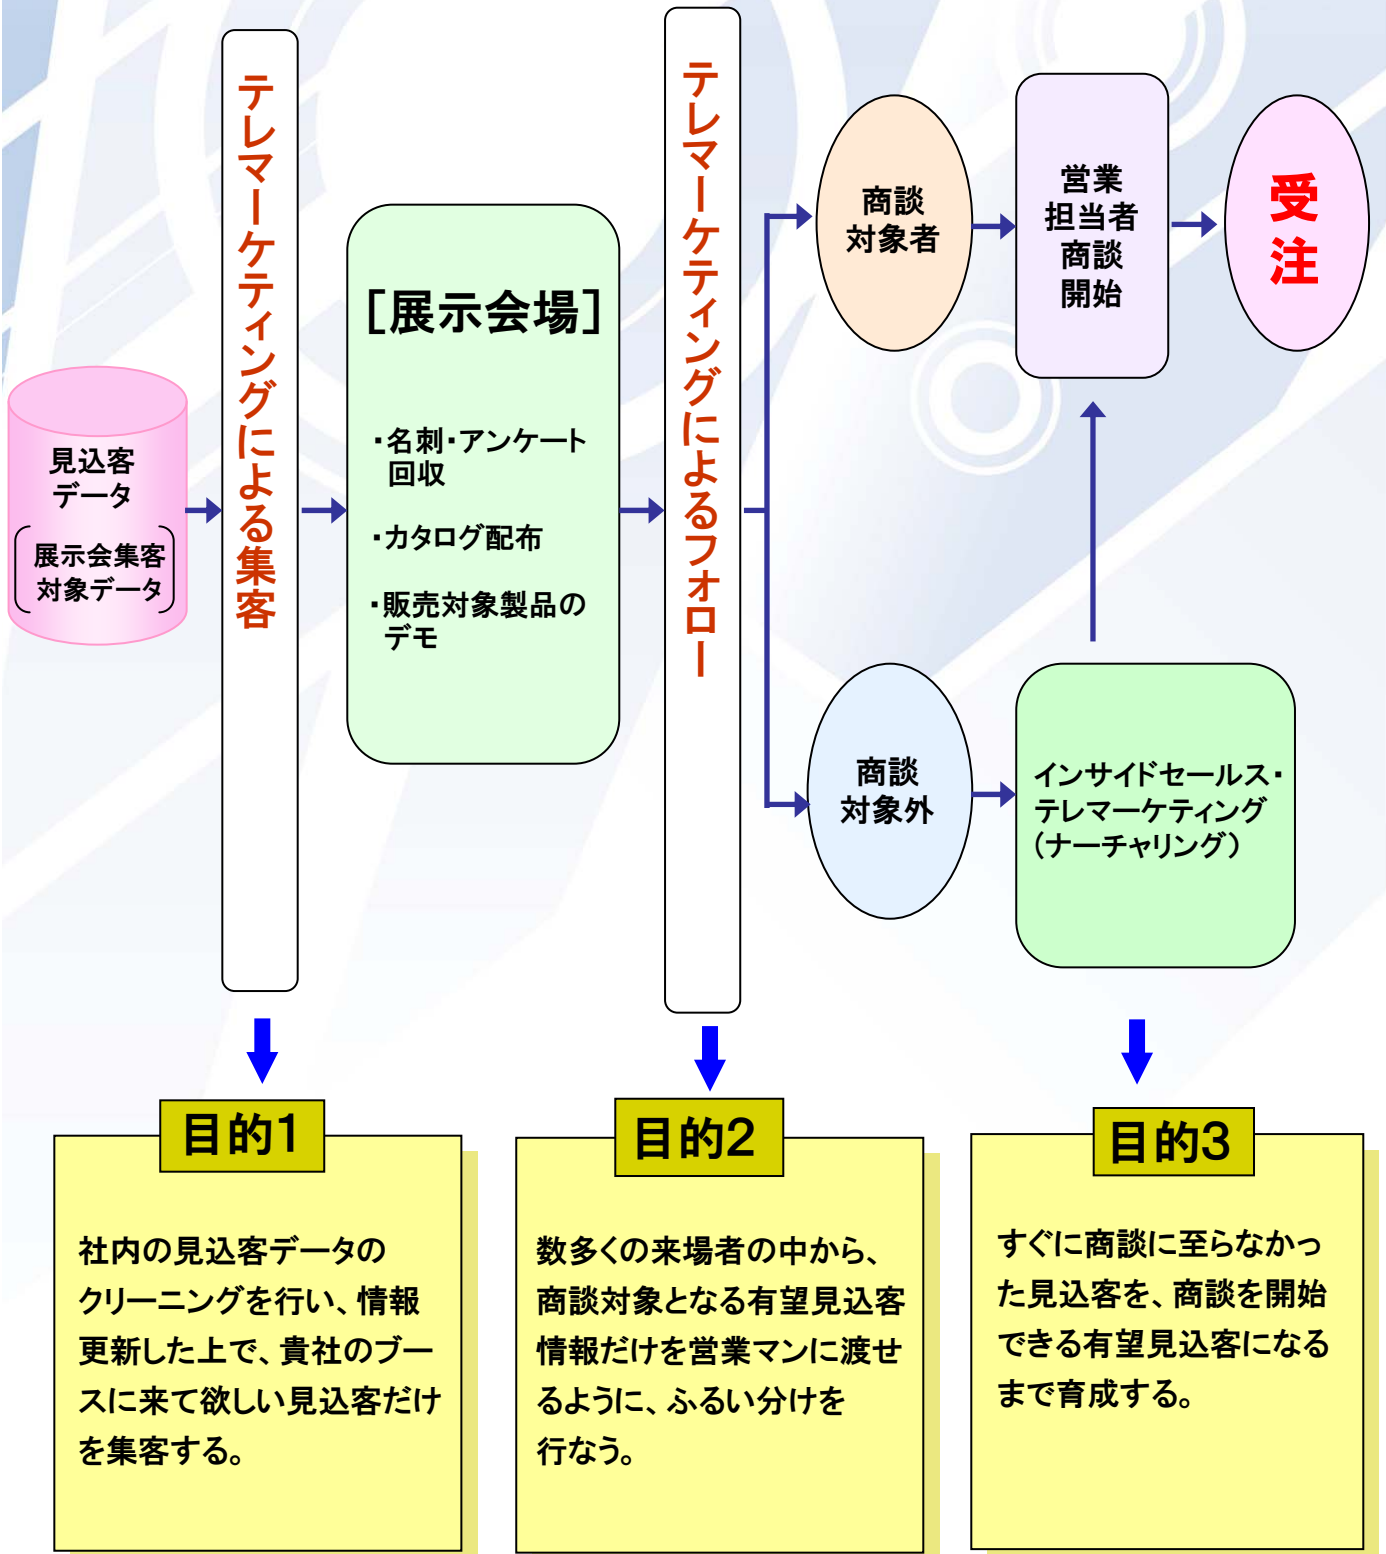 見込客
データ
展示会集客
対象データ
テレマーケティングによる集客
［展示会場］
・名刺・アンケート
回収
・カタログ配布
・販売対象製品の
デモ
テレマーケティングによるフォロー
商談
対象者
営業
担当者
商談
開始
受
注
商談
対象外
インサイドセールス・
テレマーケティング
（ナーチャリング）
目的1
社内の見込客データの
クリーニングを行い、情報
更新した上で、貴社のブー
スに来て欲しい見込客だけ
を集客する。
目的2
数多くの来場者の中から、
商談対象となる有望見込客
情報だけを営業マンに渡せ
るように、ふるい分けを
行なう。
目的3
すぐに商談に至らなかっ
た見込客を、商談を開始
できる有望見込客になる
まで育成する。